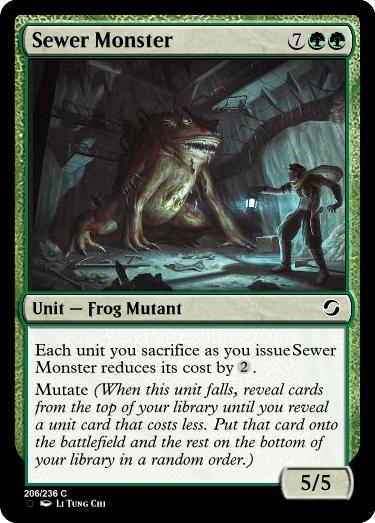 Sewer Monster 7
Unit — Frog Mutant
Each unit you sacrifice as you issue Sewer
Monster reduces its cost by 2.
Mutate (When this unit falls, reveal cards
from the top of your library until you reveal
a unit card that costs less. Put that card onto
the battlefield and the rest on the bottom of
your library in a random order.)
5/5
206/236 C
Li Tung Chi